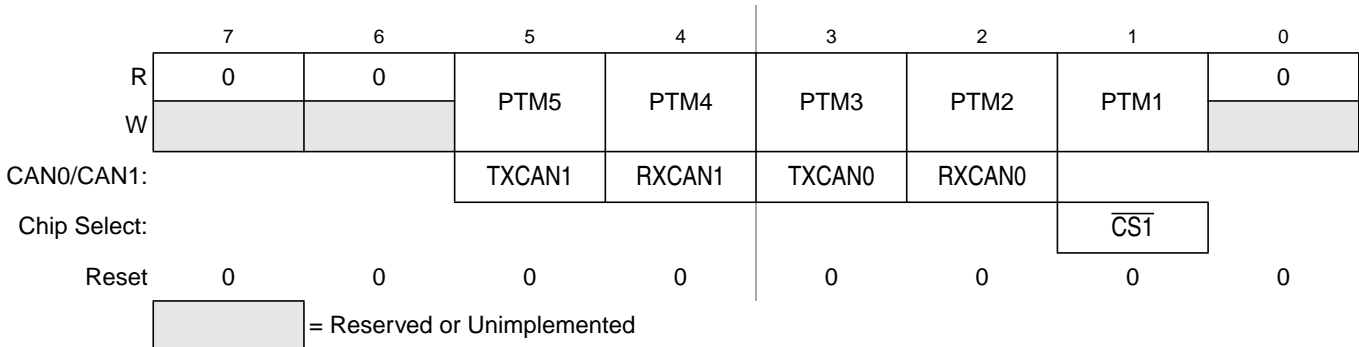 7 6 5 4 3 2 1 0
R 0 0 PTM5 PTM4 PTM3 PTM2 PTM1 0
W
CAN0/CAN1: TXCAN1 RXCAN1 TXCAN0 RXCAN0
Chip Select: C̅S̅1̅
Reset 0 0 0 0 0 0 0 0
= Reserved or Unimplemented